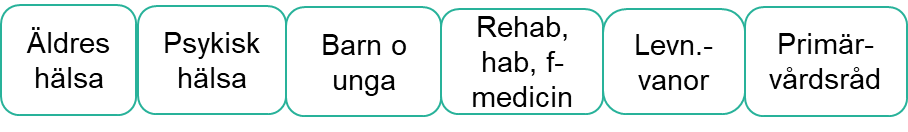 Äldres
hälsa
Psykisk
hälsa
Barn o
unga
Rehab,
hab, f-
medicin
Levn.-
vanor
Primär-
vårdsråd